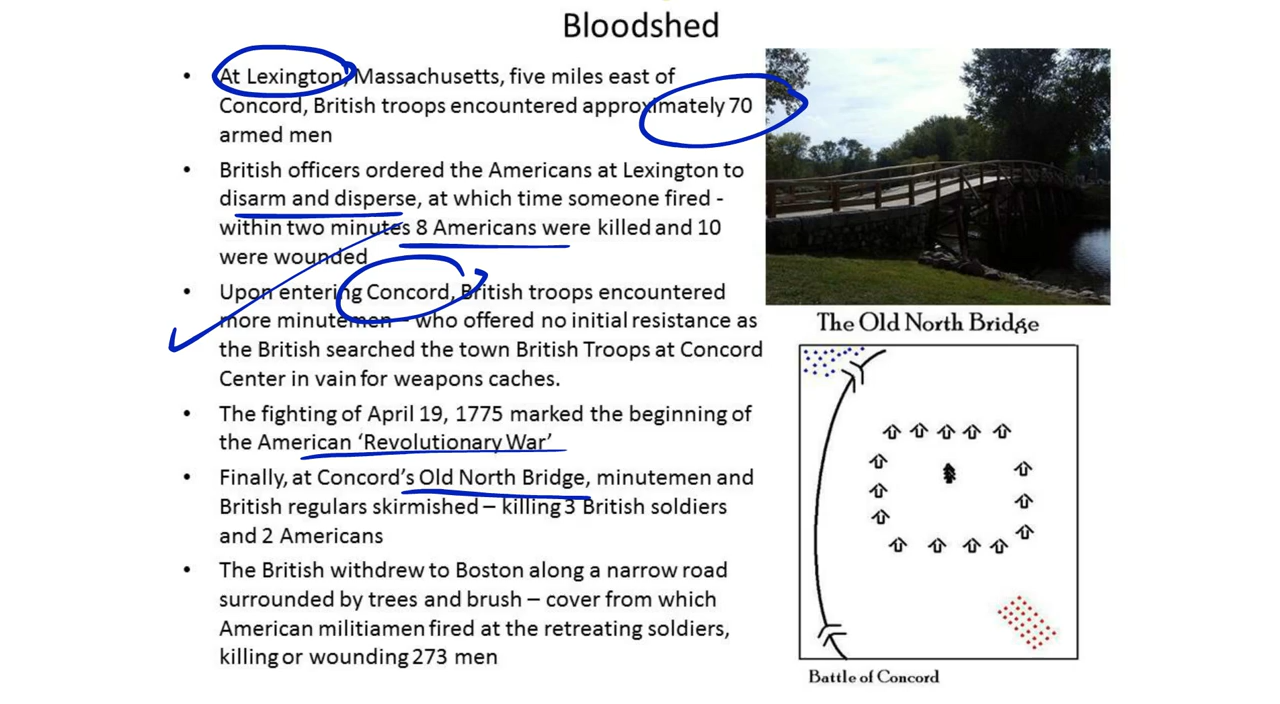 Bloodshed
• At Lexington, Massachusetts, five miles east of
Concord, British troops encountered approximately 70
armed men
• British officers ordered the Americans at Lexington to
disarm and disperse, at which time someone fired -
within two minutes 8 Americans were killed and 10
were wounded
• Upon entering Concord, British troops encountered
more minutemen – who offered no initial resistance as
the British searched the town British Troops at Concord
Center in vain for weapons caches.
• The fighting of April 19, 1775 marked the beginning of
the American ‘Revolutionary War’
• Finally, at Concord’s Old North Bridge, minutemen and
British regulars skirmished – killing 3 British soldiers
and 2 Americans
• The British withdrew to Boston along a narrow road
surrounded by trees and brush – cover from which
American militiamen fired at the retreating soldiers,
killing or wounding 273 men
The Old North Bridge
Battle of Concord